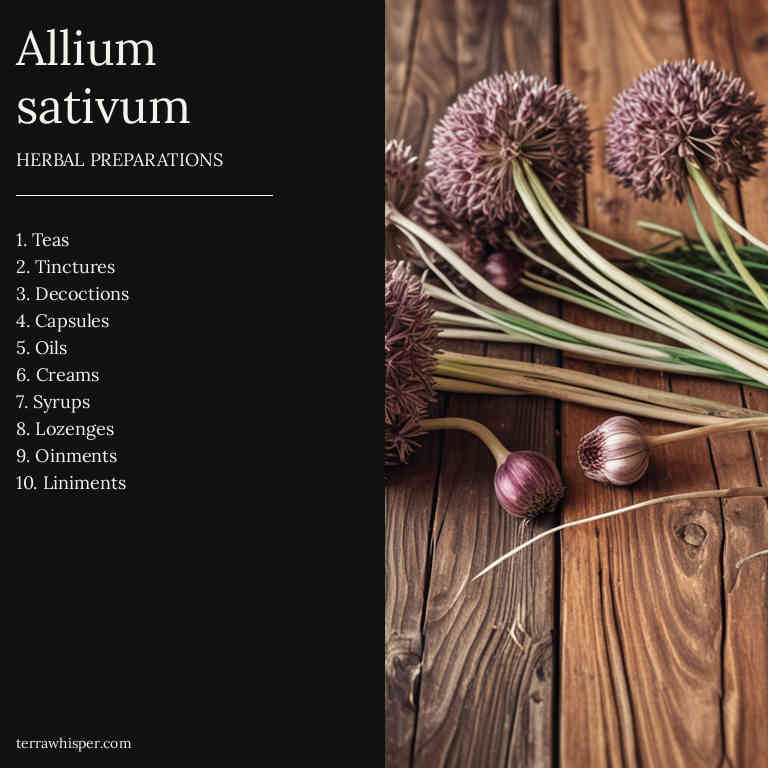 Allium
sativum
HERBAL PREPARATIONS
1. Teas
2. Tinctures
3. Decoctions
4. Capsules
5. Oils
6. Creams
7. Syrups
8. Lozenges
9. Oinments
10. Liniments
terrawhisper.com